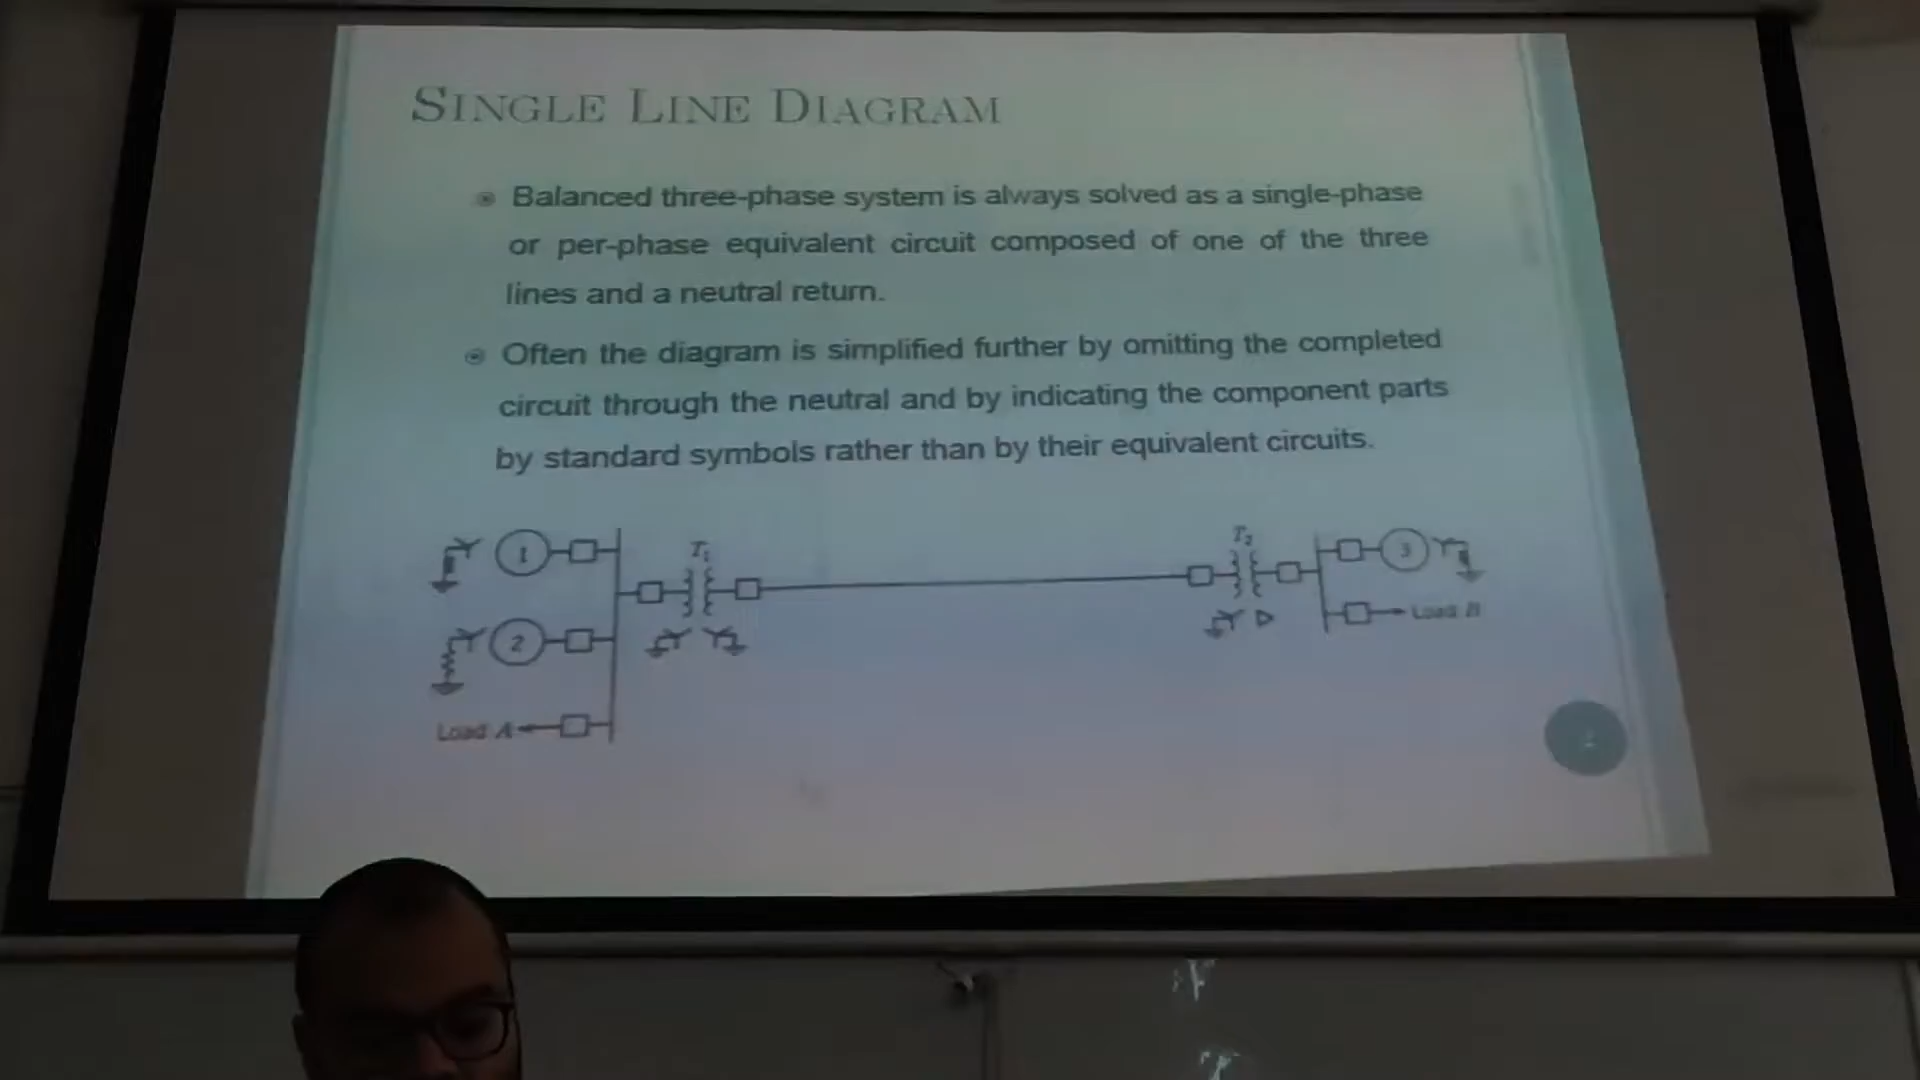 SINGLE LINE DIAGRAM
Balanced three-phase system is always solved as a single-phase
or per-phase equivalent circuit composed of one of the three
lines and a neutral return.
Often the diagram is simplified further by omitting the completed
circuit through the neutral and by indicating the component parts
by standard symbols rather than by their equivalent circuits.
1
T₁
T₂
3
2
Load B
Load A
2